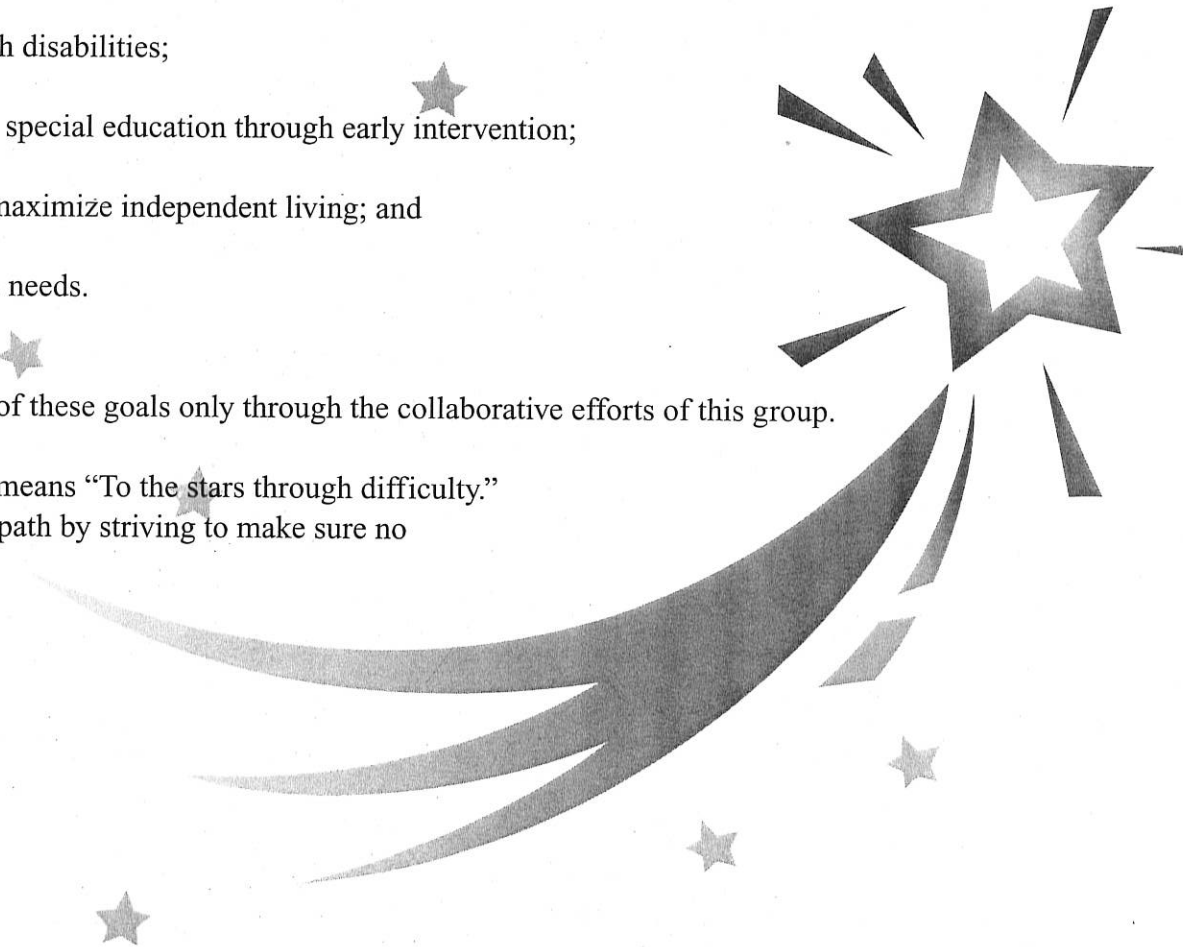 h disabilities;
special education through early intervention;
maximize independent living; and
needs.
of these goals only through the collaborative efforts of this group.
means “To the stars through difficulty.”
path by striving to make sure no